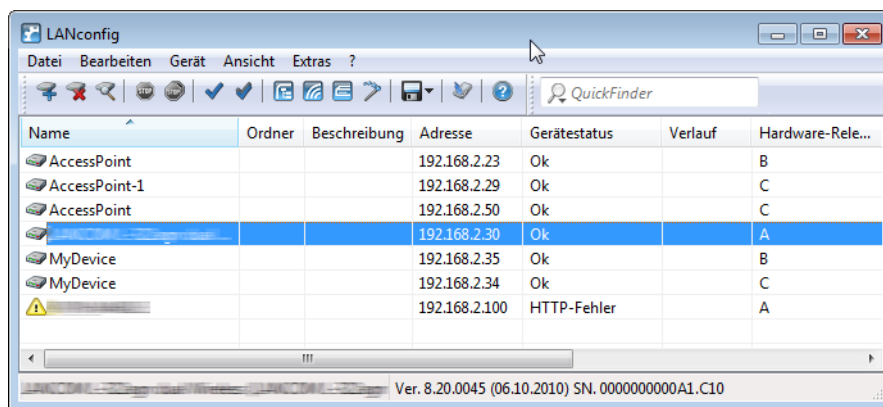 LANconfig
Datei Bearbeiten Gerät Ansicht Extras ?
QuickFinder
Name Ordner Beschreibung Adresse Gerätestatus Verlauf Hardware-Rele...
AccessPoint 192.168.2.23 Ok B
AccessPoint-1 192.168.2.29 Ok C
AccessPoint 192.168.2.50 Ok C
192.168.2.30 Ok A
MyDevice 192.168.2.35 Ok B
MyDevice 192.168.2.34 Ok C
192.168.2.100 HTTP-Fehler A
Ver. 8.20.0045 (06.10.2010) SN. 0000000000A1.C10